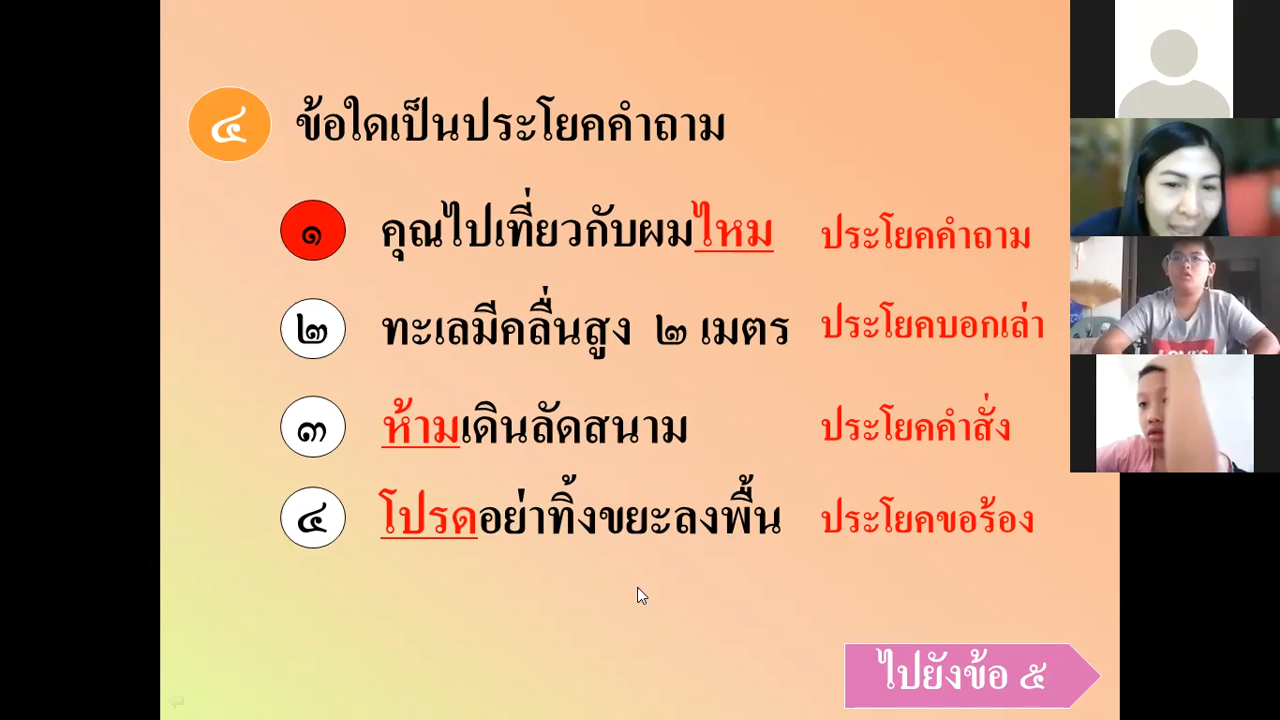 ๔ ข้อใดเป็นประโยคคำถาม
๑ คุณไปเที่ยวกับผมไหม ประโยคคำถาม
๒ ทะเลมีคลื่นสูง ๒ เมตร ประโยคบอกเล่า
๓ ห้ามเดินลัดสนาม ประโยคคำสั่ง
๔ โปรดอย่าทิ้งขยะลงพื้น ประโยคขอร้อง
ไปยังข้อ ๕